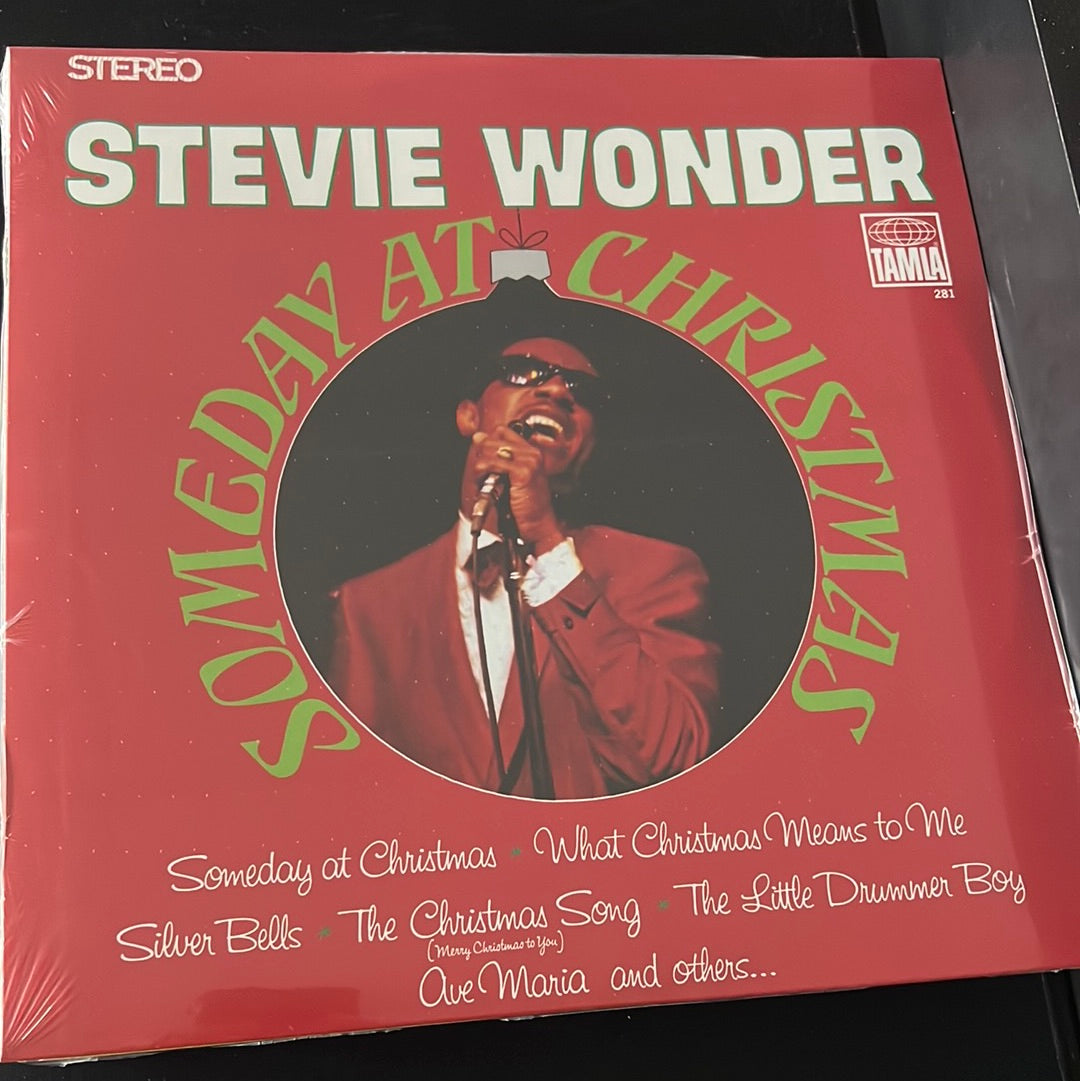 STEREO
STEVIE WONDER
TAMLA
281
SOMEDAY AT CHRISTMAS
Someday at Christmas * What Christmas Means to Me
Silver Bells * The Christmas Song * The Little Drummer Boy
(Merry Christmas to You)
Ave Maria and others...